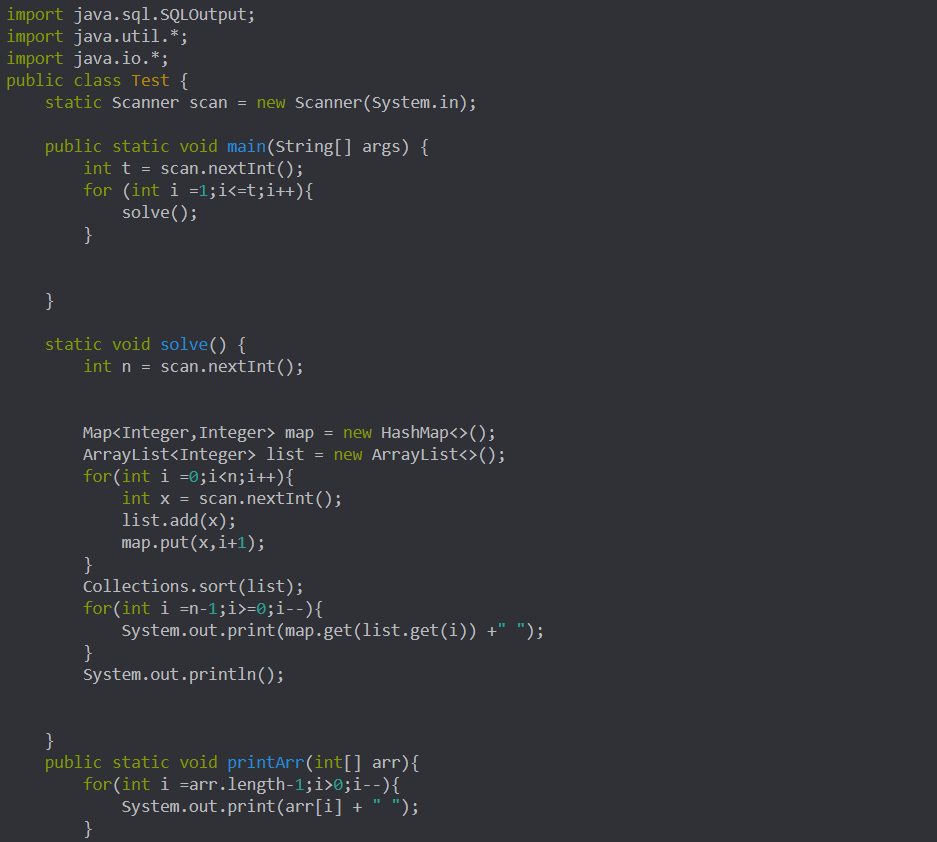 import java.sql.SQLOutput;
import java.util.*;
import java.io.*;
public class Test {
    static Scanner scan = new Scanner(System.in);

    public static void main(String[] args) {
        int t = scan.nextInt();
        for (int i =1;i<=t;i++){
            solve();
        }


    }

    static void solve() {
        int n = scan.nextInt();


        Map<Integer,Integer> map = new HashMap<>();
        ArrayList<Integer> list = new ArrayList<>();
        for(int i =0;i<n;i++){
            int x = scan.nextInt();
            list.add(x);
            map.put(x,i+1);
        }
        Collections.sort(list);
        for(int i =n-1;i>=0;i--){
            System.out.print(map.get(list.get(i)) +" ");
        }
        System.out.println();


    }
    public static void printArr(int[] arr){
        for(int i =arr.length-1;i>0;i--){
            System.out.print(arr[i] + " ");
        }